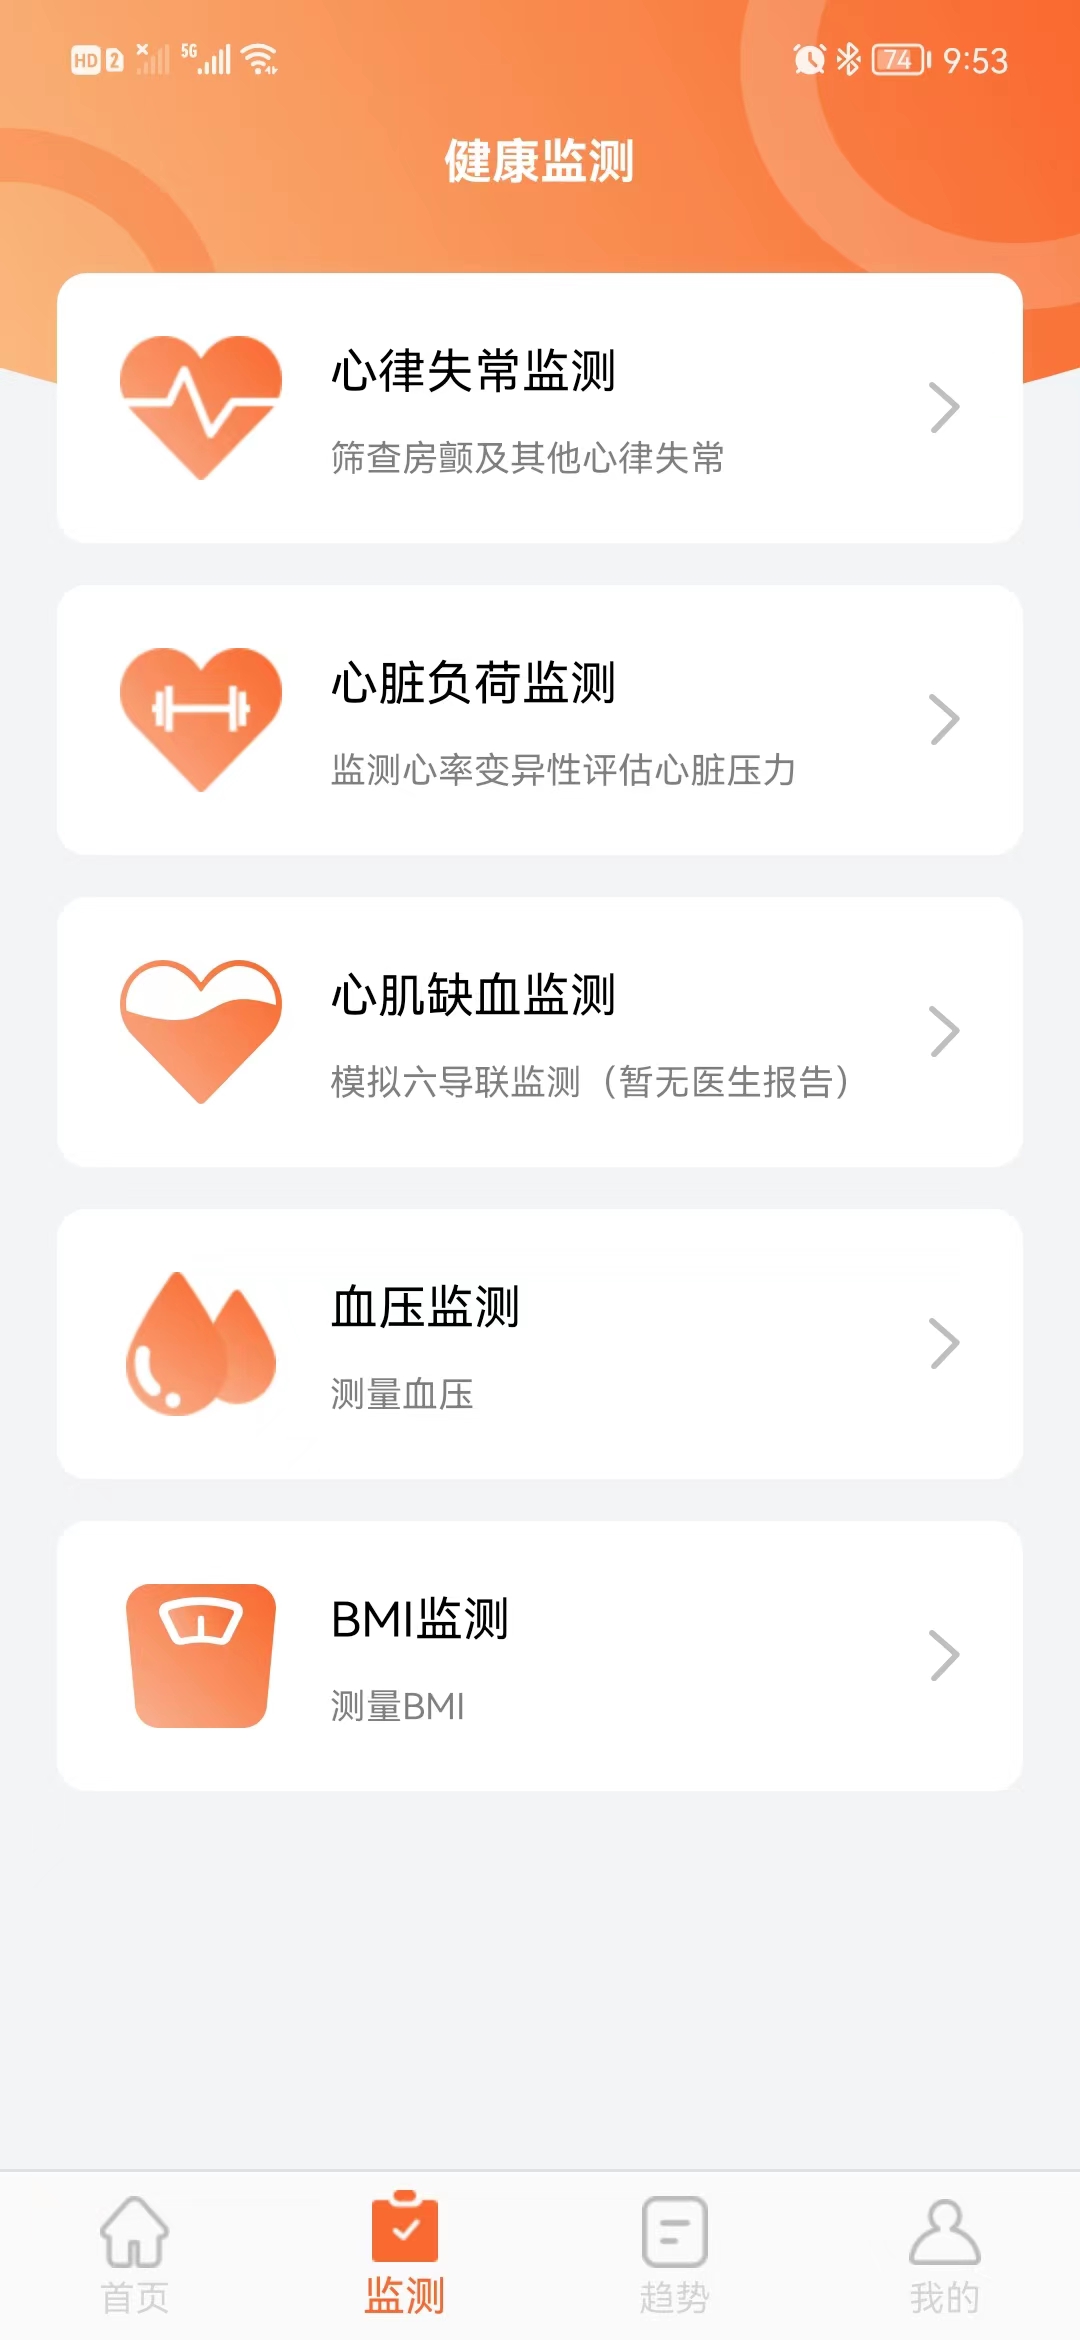 HD 2 5G 74 9:53
健康监测
心律失常监测
筛查房颤及其他心律失常
心脏负荷监测
监测心率变异性评估心脏压力
心肌缺血监测
模拟六导联监测（暂无医生报告）
血压监测
测量血压
BMI监测
测量BMI
首页 监测 趋势 我的